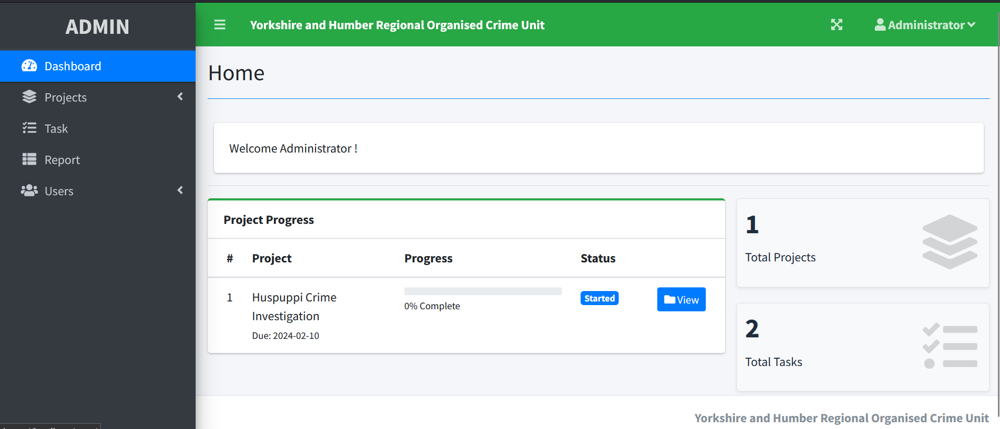 ADMIN
Yorkshire and Humber Regional Organised Crime Unit
Administrator
Dashboard
Projects
Task
Report
Users
Home
Welcome Administrator !
Project Progress
# Project Progress Status
1 Huspuppi Crime
Investigation
Due: 2024-02-10
0% Complete
Started
View
1
Total Projects
2
Total Tasks
Yorkshire and Humber Regional Organised Crime Unit